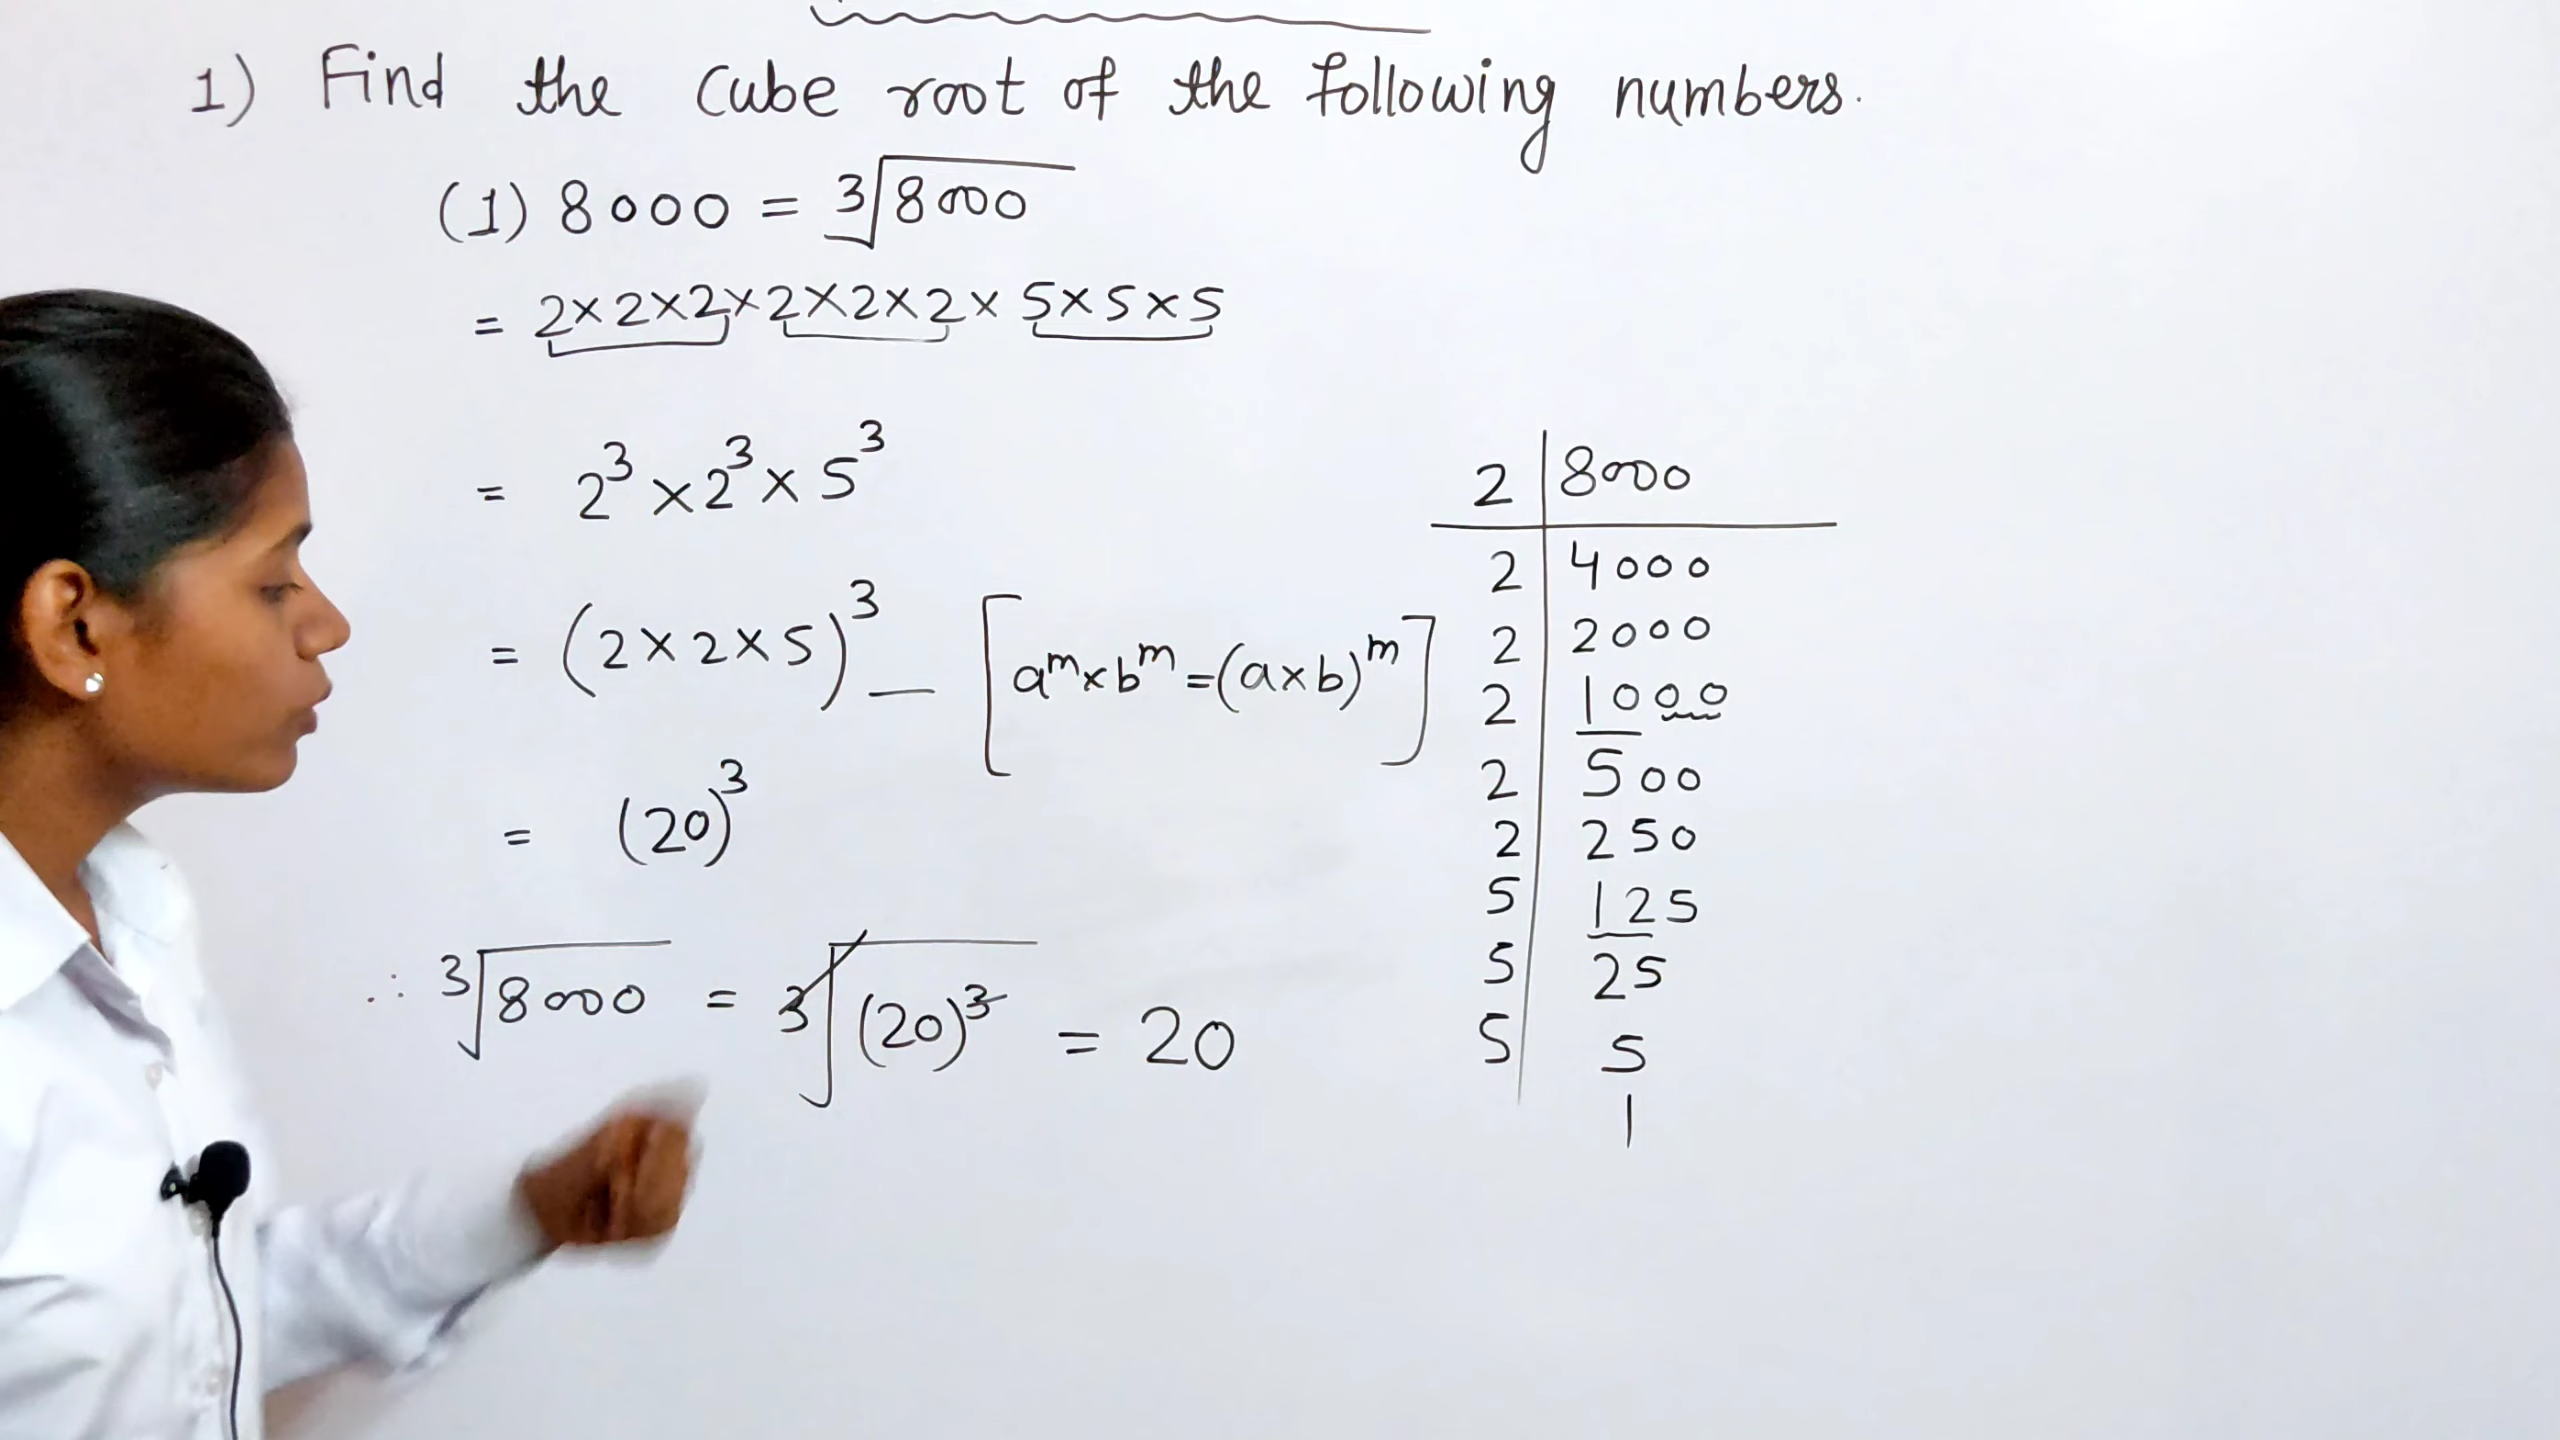 1) Find the cube root of the following numbers.
(1) 8000 = ∛8000
= 2×2×2×2×2×2×5×5×5
= 2³×2³×5³
= (2×2×5)³ — [aᵐ×bᵐ=(a×b)ᵐ]
= (20)³
∴ ∛8000 = ∛(20)³ = 20
2 | 8000
2 | 4000
2 | 2000
2 | 1000
2 | 500
2 | 250
5 | 125
5 | 25
5 | 5
1